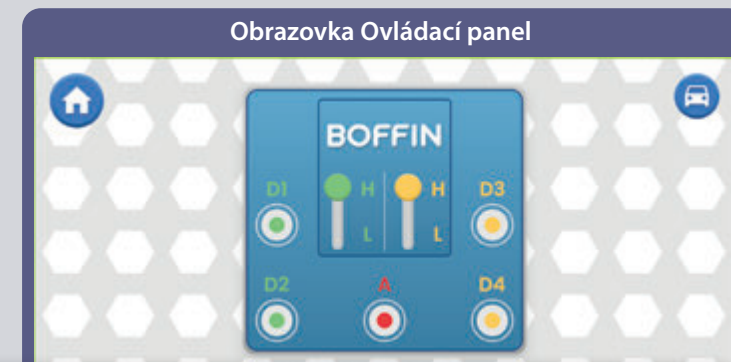 Obrazovka Ovládací panel
BOFFIN
D1 H H D3
L L
D2 A D4